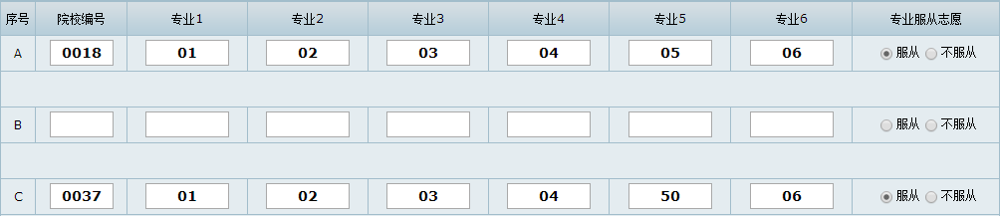 序号 院校编号 专业1 专业2 专业3 专业4 专业5 专业6 专业服从志愿
A 0018 01 02 03 04 05 06 服从 不服从
B 服从 不服从
C 0037 01 02 03 04 50 06 服从 不服从